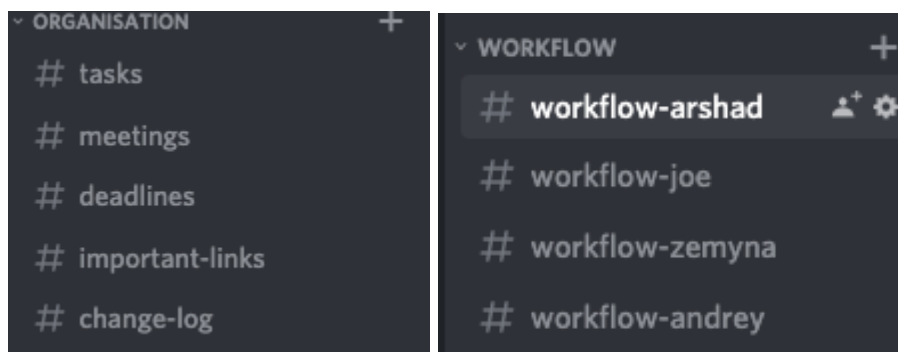 ORGANISATION
# tasks
# meetings
# deadlines
# important-links
# change-log
WORKFLOW
# workflow-arshad
# workflow-joe
# workflow-zemyna
# workflow-andrey